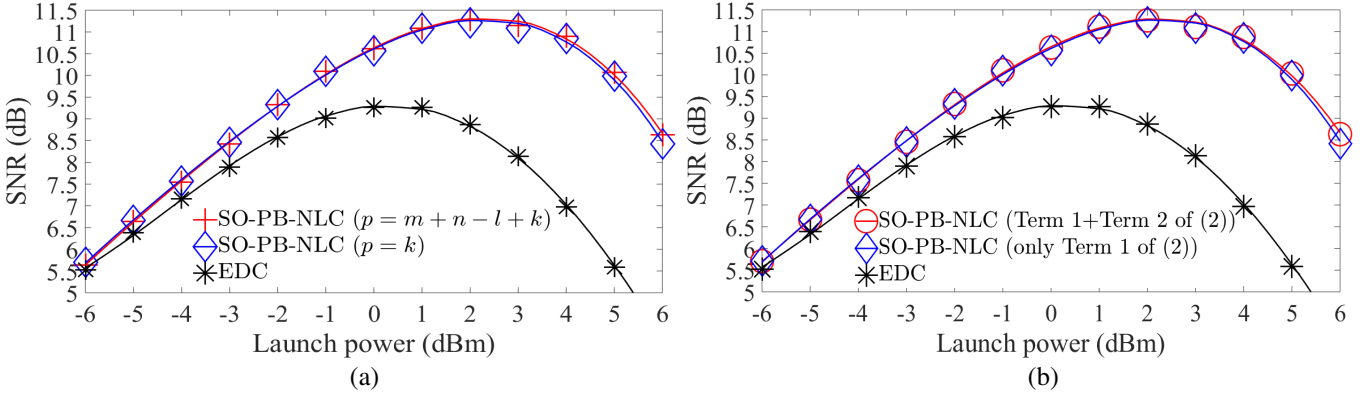 11.5
11
10.5
10
9.5
9
8.5
8
7.5
7
6.5
6
5.5
5
SNR (dB)
SO-PB-NLC (p = m + n − l + k)
SO-PB-NLC (p = k)
EDC
-6 -5 -4 -3 -2 -1 0 1 2 3 4 5 6
Launch power (dBm)
(a)
11.5
11
10.5
10
9.5
9
8.5
8
7.5
7
6.5
6
5.5
5
SNR (dB)
SO-PB-NLC (Term 1+Term 2 of (2))
SO-PB-NLC (only Term 1 of (2))
EDC
-6 -5 -4 -3 -2 -1 0 1 2 3 4 5 6
Launch power (dBm)
(b)